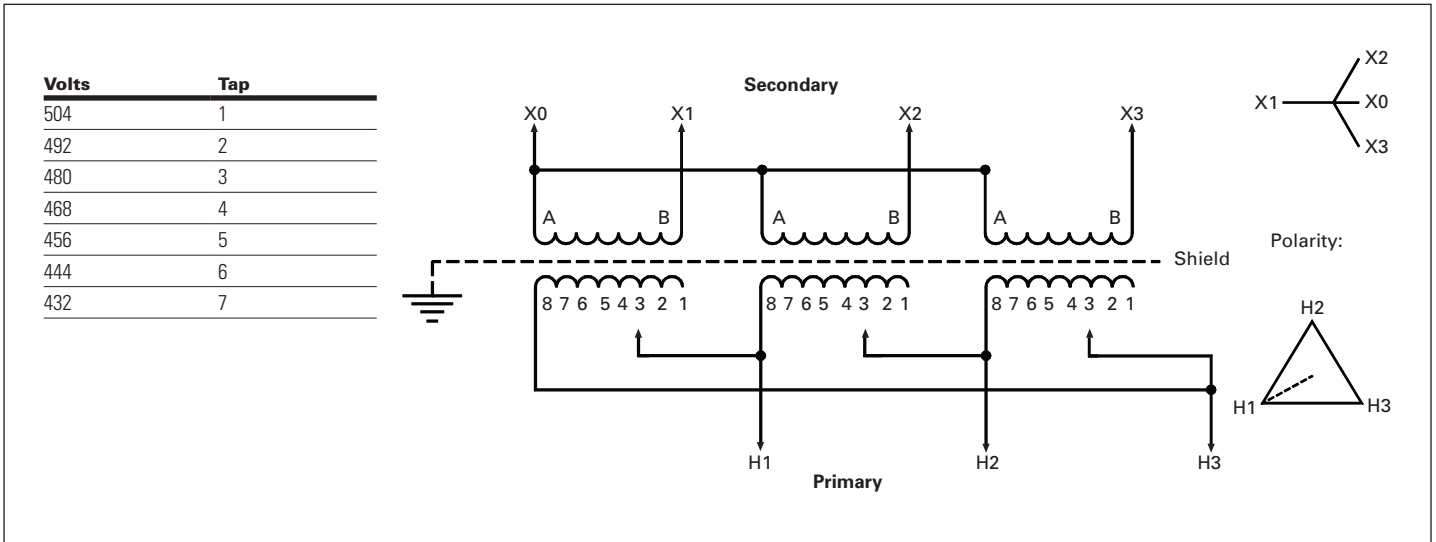 Volts Tap
504 1
492 2
480 3
468 4
456 5
444 6
432 7
Secondary
X0 X1 X2 X3
A B A B A B
Shield
8 7 6 5 4 3 2 1 8 7 6 5 4 3 2 1 8 7 6 5 4 3 2 1
H1 H2 H3
Primary
X2
X1 X0
X3
Polarity:
H2
H1 H3